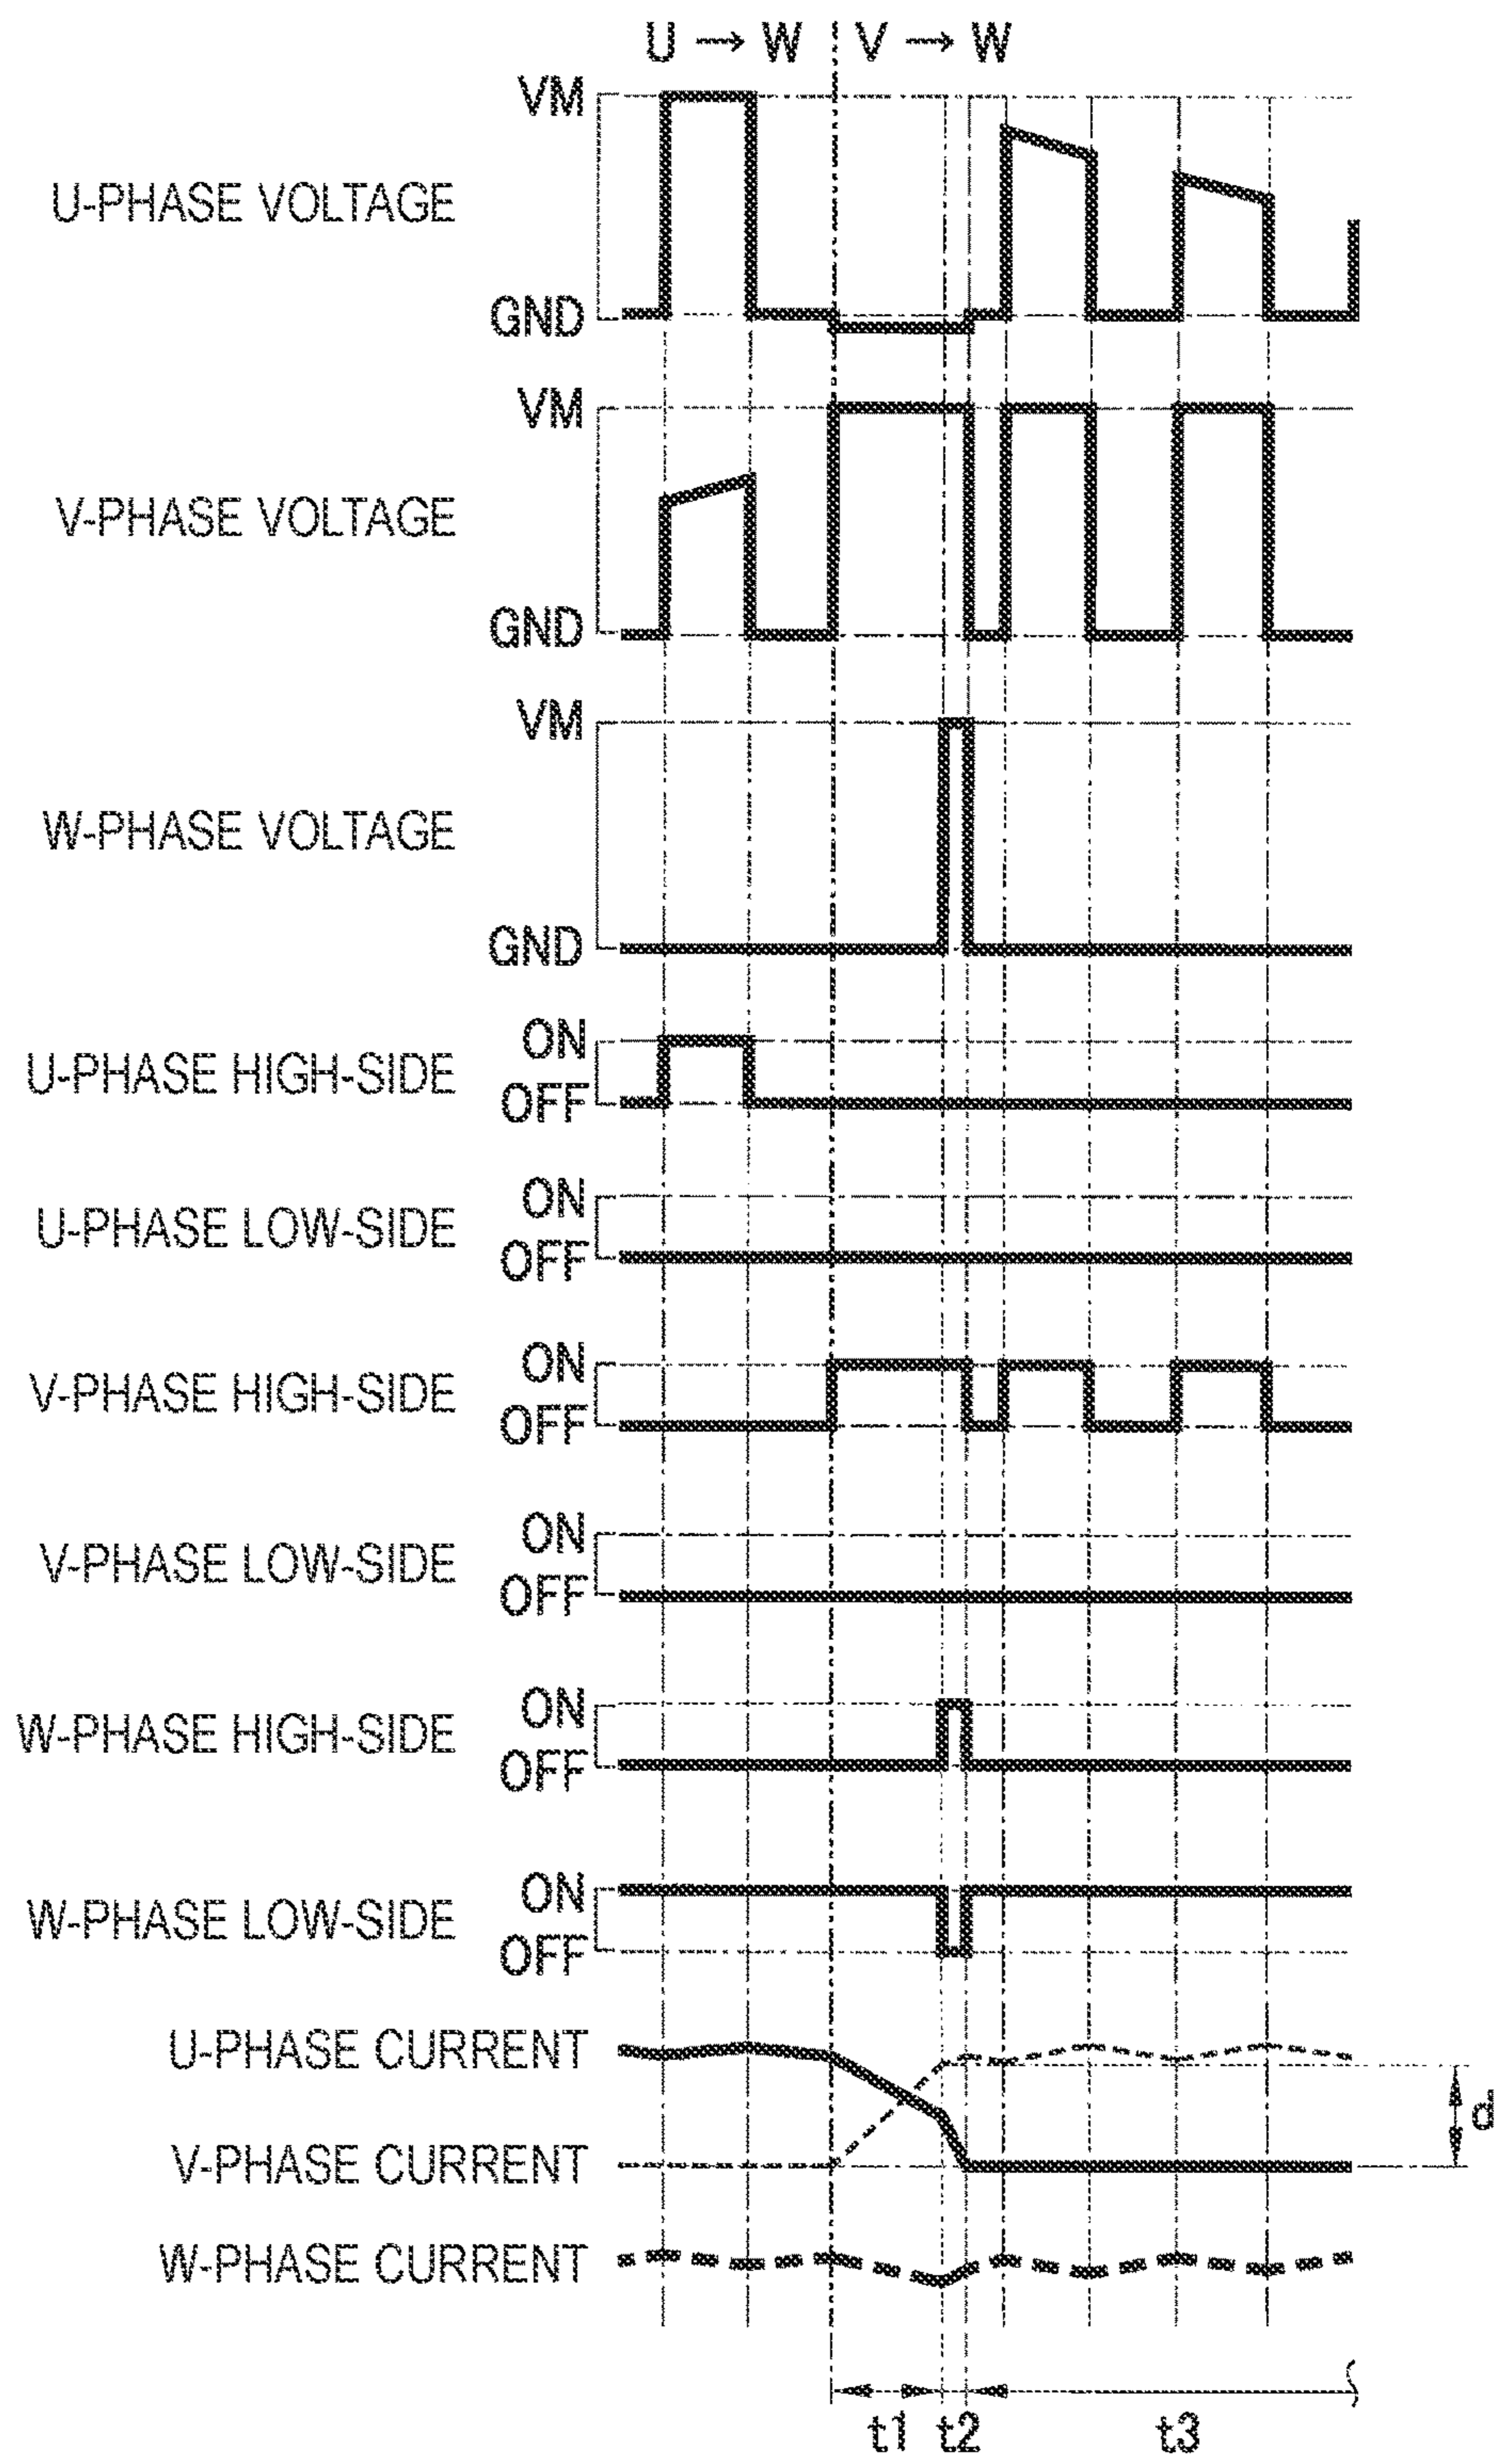 U → W V → W
VM
U-PHASE VOLTAGE
GND
VM
V-PHASE VOLTAGE
GND
VM
W-PHASE VOLTAGE
GND
ON
U-PHASE HIGH-SIDE
OFF
ON
U-PHASE LOW-SIDE
OFF
ON
V-PHASE HIGH-SIDE
OFF
ON
V-PHASE LOW-SIDE
OFF
ON
W-PHASE HIGH-SIDE
OFF
ON
W-PHASE LOW-SIDE
OFF
U-PHASE CURRENT
d
V-PHASE CURRENT
W-PHASE CURRENT
t1 t2 t3